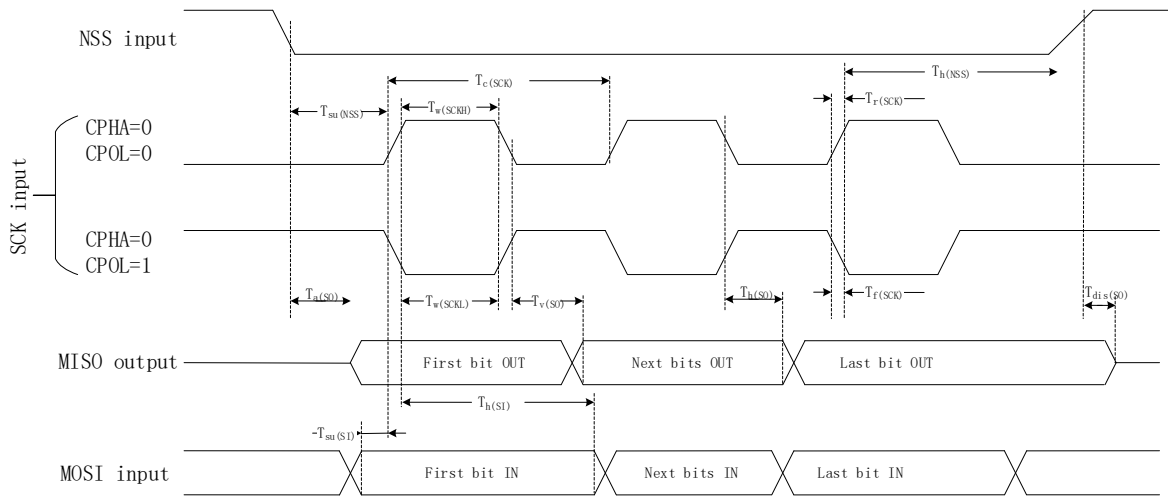 NSS input
Tc(SCK)
Th(NSS)
Tsu(NSS)
Tw(SCKH)
Tr(SCK)
SCK input
CPHA=0
CPOL=0
CPHA=0
CPOL=1
Ta(SO)
Tw(SCKL)
Tv(SO)
Th(SO)
Tf(SCK)
Tdis(SO)
MISO output
First bit OUT
Next bits OUT
Last bit OUT
Th(SI)
Tsu(SI)
MOSI input
First bit IN
Next bits IN
Last bit IN